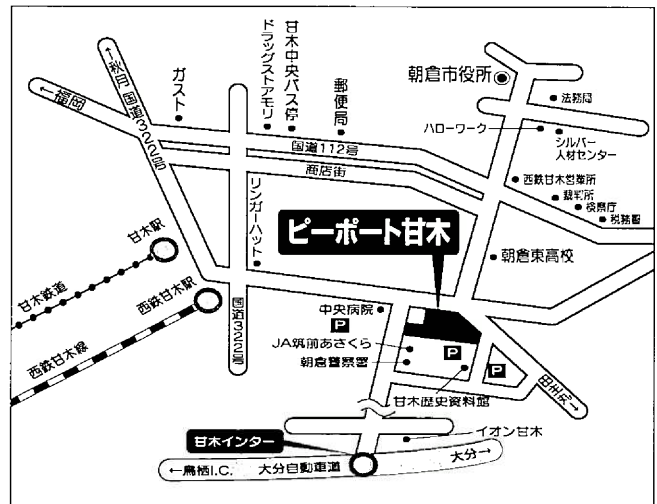 ←秋月 国道322号
←福岡
ガスト
ドラッグストアモリ
甘木中央バス停
郵便局
朝倉市役所
法務局
ハローワーク
シルバー
人材センター
国道112号
商店街
西鉄甘木営業所
裁判所
検察庁
税務署
リンガーハット
ピーポート甘木
甘木駅
朝倉東高校
甘木鉄道
西鉄甘木駅
国道322号
中央病院
P
JA筑前あさくら
朝倉警察署
P
P
西鉄甘木線
甘木歴史資料館
田主丸→
甘木インター
イオン甘木
←鳥栖I.C.
大分自動車道
大分→